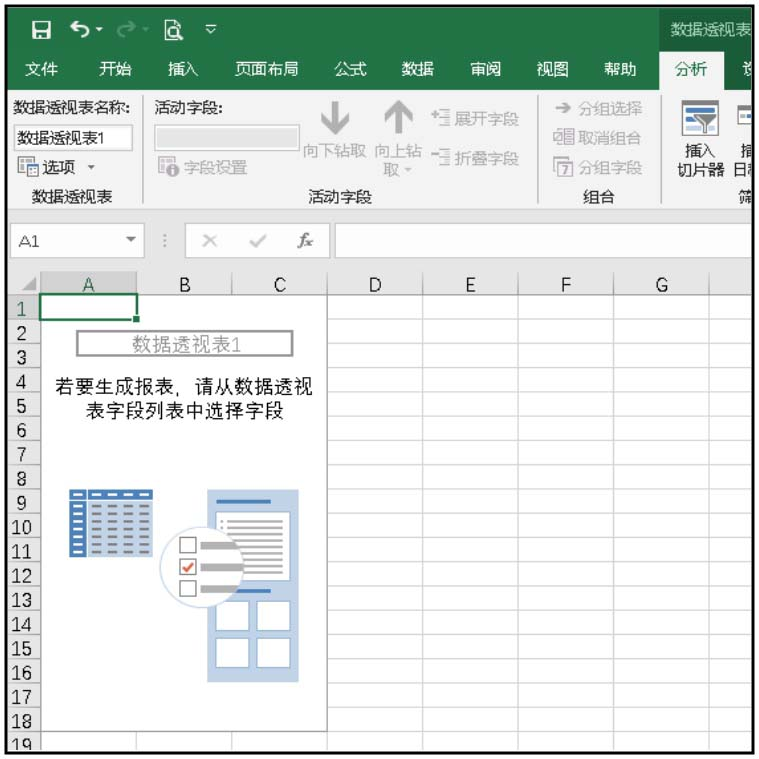 数据透视表
文件 开始 插入 页面布局 公式 数据 审阅 视图 帮助 分析
数据透视表名称:
数据透视表1
选项
数据透视表
活动字段:
字段设置
向下钻取 向上钻取
展开字段
折叠字段
活动字段
分组选择
取消组合
7 分组字段
组合
插入
切片器
A1
fx
A B C D E F G
1
2
3
4
5
6
7
8
9
10
11
12
13
14
15
16
17
18
19
数据透视表1
若要生成报表，请从数据透视
表字段列表中选择字段